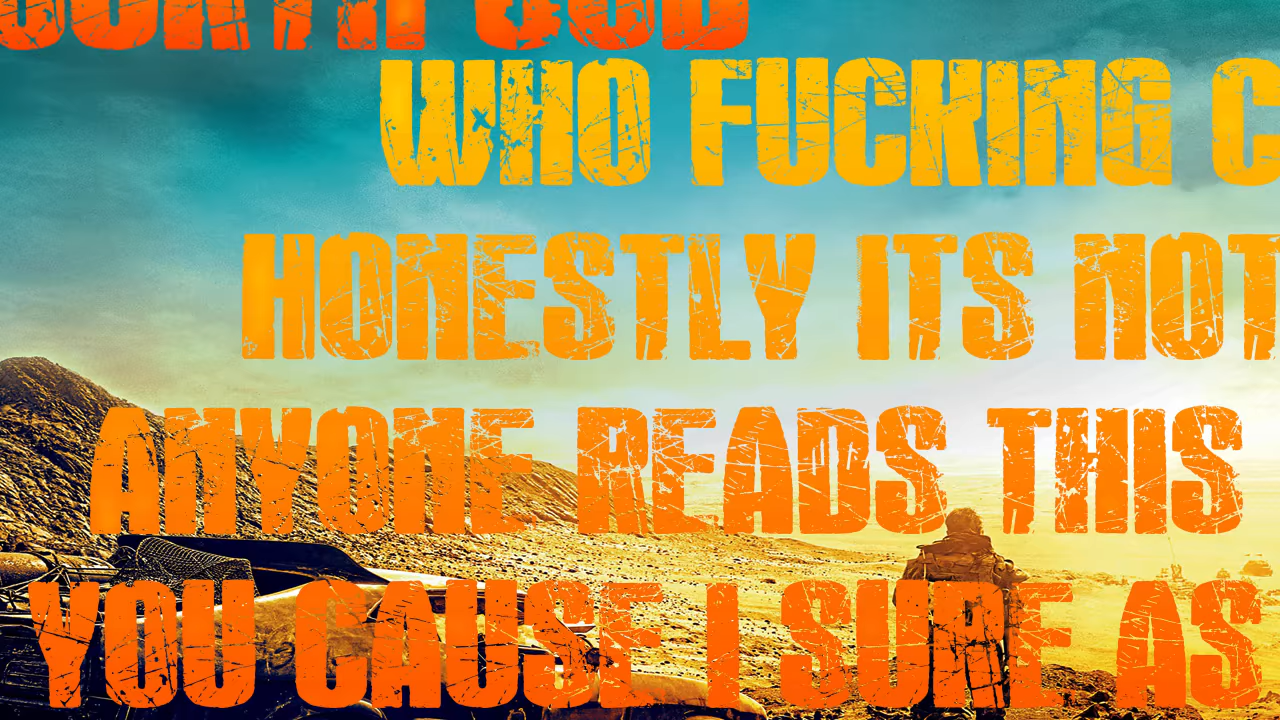 WHO FUCKING C
HONESTLY ITS NOT
ANYONE READS THIS
YOU CAUSE I SURE AS